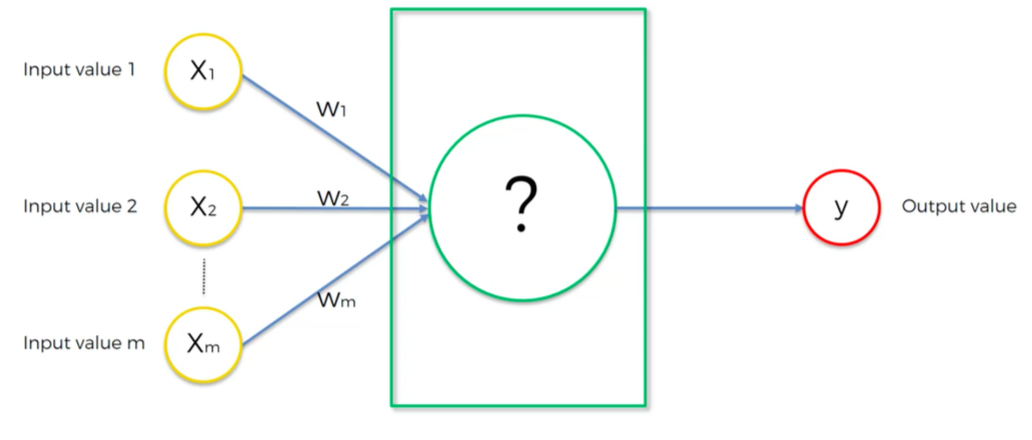 Input value 1
X1
W1
Input value 2
X2
W2
?
y
Output value
Wm
Input value m
Xm